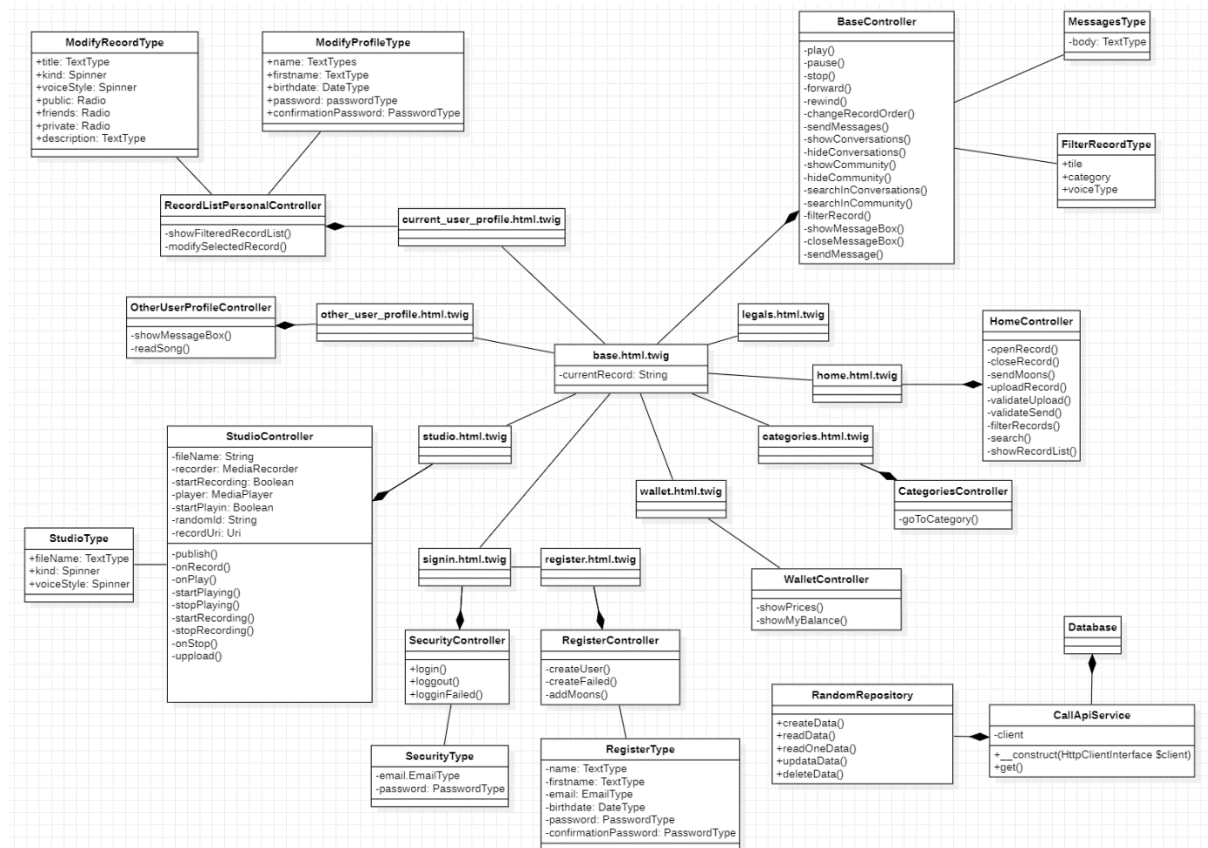 ModifyRecordType
+title: TextType
+kind: Spinner
+voiceStyle: Spinner
+public: Radio
+friends: Radio
+private: Radio
+description: TextType
ModifyProfileType
+name: TextTypes
+firstname: TextType
+birthdate: DateType
+password: passwordType
+confirmationPassword: PasswordType
BaseController
-play()
-pause()
-stop()
-forward()
-rewind()
-changeRecordOrder()
-sendMessages()
-showConversations()
-hideConversations()
-showCommunity()
-hideCommunity()
-searchInConversations()
-searchInCommunity()
-filterRecord()
-showMessageBox()
-closeMessageBox()
-sendMessage()
MessagesType
-body: TextType
FilterRecordType
+tile
+category
+voiceType
RecordListPersonalController
-showFilteredRecordList()
-modifySelectedRecord()
current_user_profile.html.twig
OtherUserProfileController
-showMessageBox()
-readSong()
other_user_profile.html.twig
legals.html.twig
base.html.twig
-currentRecord: String
home.html.twig
HomeController
-openRecord()
-closeRecord()
-sendMoons()
-uploadRecord()
-validateUpload()
-validateSend()
-filterRecords()
-search()
-showRecordList()
StudioController
-fileName: String
-recorder: MediaRecorder
-startRecording: Boolean
-player: MediaPlayer
-startPlayin: Boolean
-randomId: String
-recordUri: Uri
-publish()
-onRecord()
-onPlay()
-startPlaying()
-stopPlaying()
-startRecording()
-stopRecording()
-onStop()
-uppload()
studio.html.twig
categories.html.twig
wallet.html.twig
CategoriesController
-goToCategory()
StudioType
+fileName: TextType
+kind: Spinner
+voiceStyle: Spinner
signin.html.twig
register.html.twig
WalletController
-showPrices()
-showMyBalance()
SecurityController
+login()
+loggout()
+logginFailed()
RegisterController
-createUser()
-createFailed()
-addMoons()
Database
RandomRepository
+createData()
+readData()
+readOneData()
+updataData()
+deleteData()
CallApiService
-client
+__construct(HttpClientInterface $client)
+get()
SecurityType
-email.EmailType
-password: PasswordType
RegisterType
-name: TextType
-firstname: TextType
-email: EmailType
-birthdate: DateType
-password: PasswordType
-confirmationPassword: PasswordType